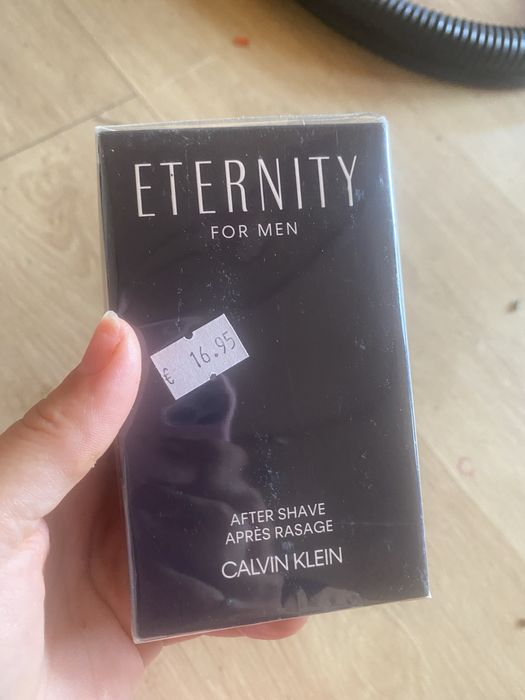 ETERNITY
FOR MEN
€ 16.95
AFTER SHAVE
APRÈS RASAGE
CALVIN KLEIN